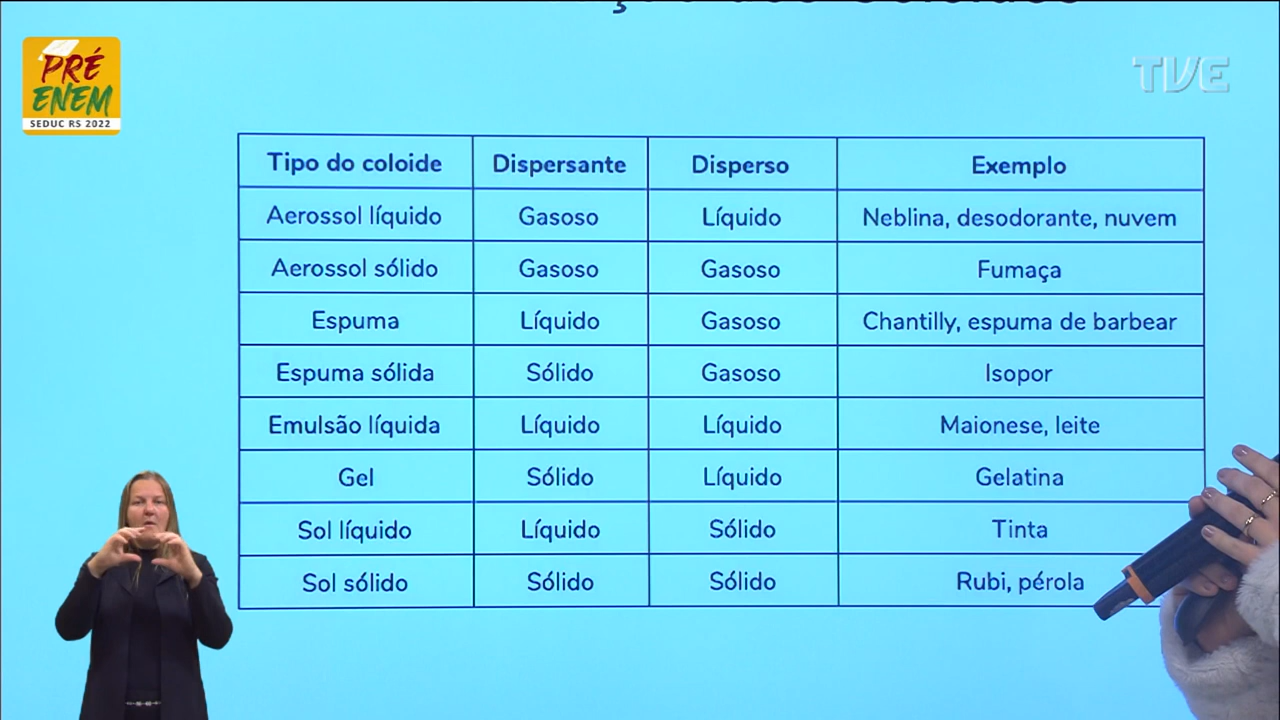 PRÉ
ENEM
SEDUC RS 2022
TVE
Tipo do coloide Dispersante Disperso Exemplo
Aerossol líquido Gasoso Líquido Neblina, desodorante, nuvem
Aerossol sólido Gasoso Gasoso Fumaça
Espuma Líquido Gasoso Chantilly, espuma de barbear
Espuma sólida Sólido Gasoso Isopor
Emulsão líquida Líquido Líquido Maionese, leite
Gel Sólido Líquido Gelatina
Sol líquido Líquido Sólido Tinta
Sol sólido Sólido Sólido Rubi, pérola